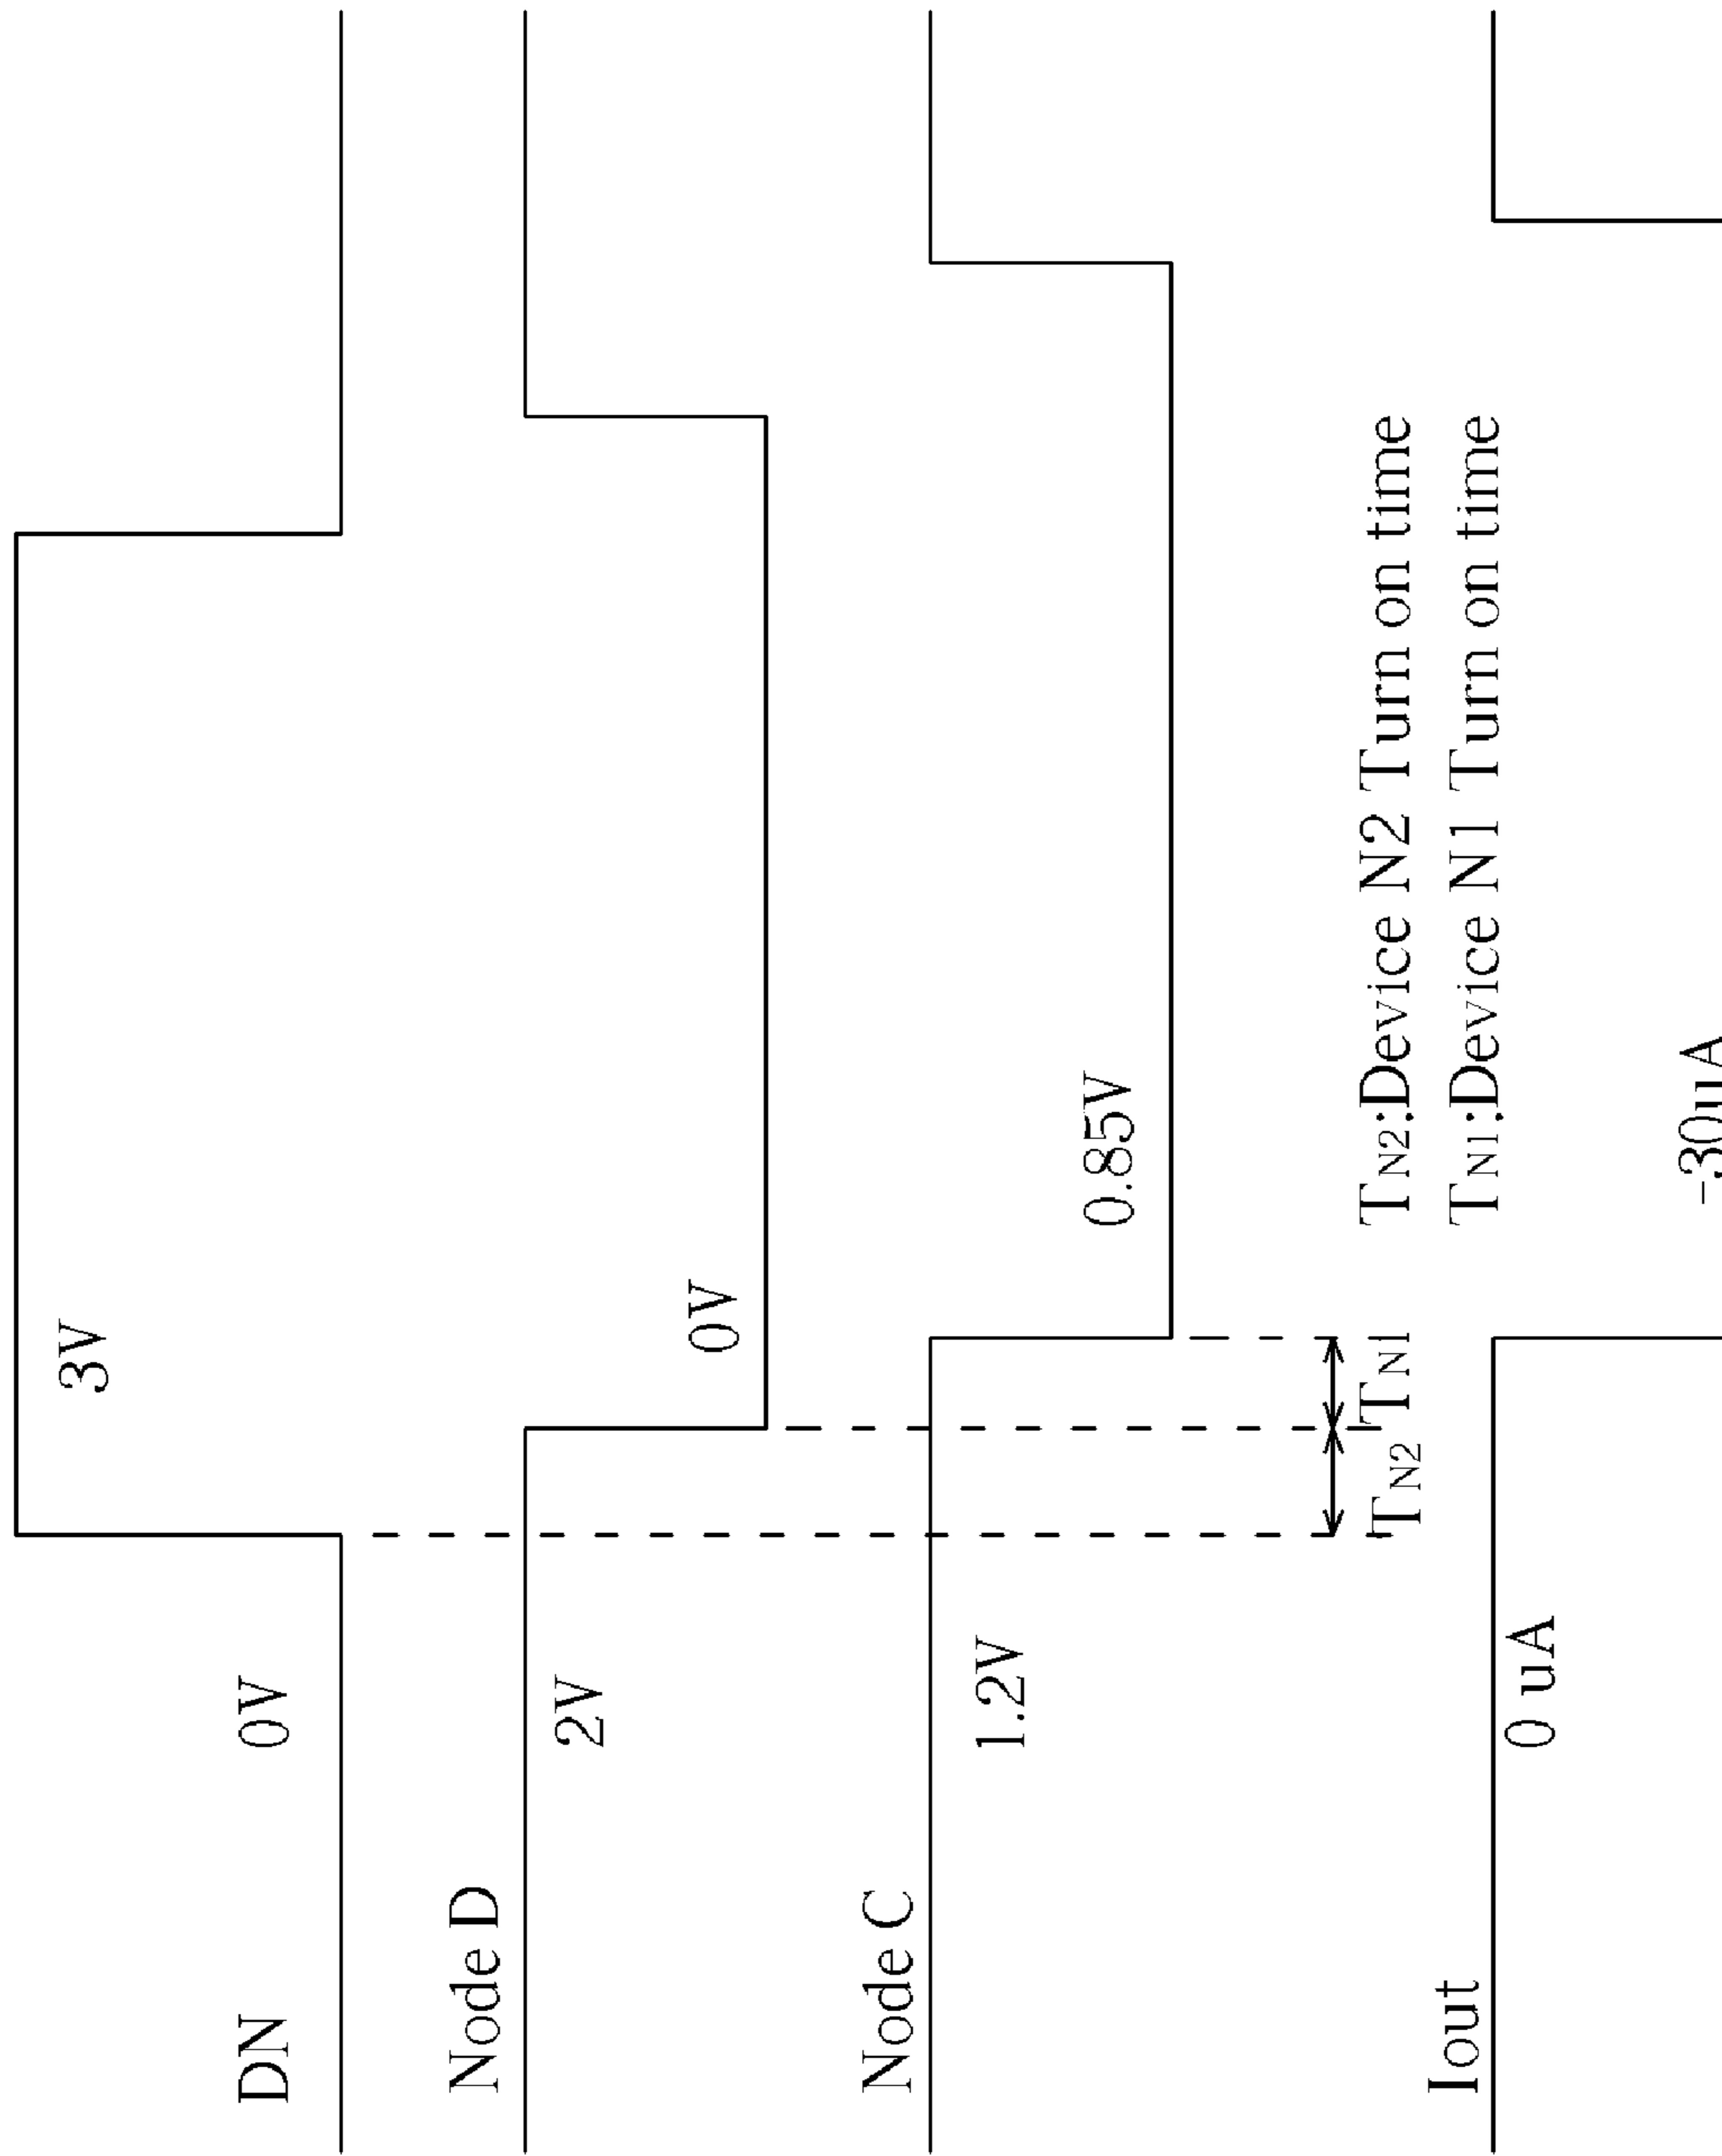 3V
DN 0V
Node D
2V
0V
Node C
1.2V
0.85V
TN2 TN1
TN2:Device N2 Turn on time
TN1:Device N1 Turn on time
Iout
0 uA
-30uA